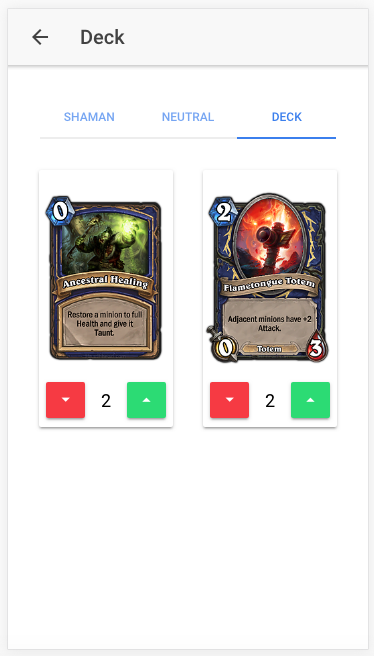 Deck
SHAMAN NEUTRAL DECK
0
Ancestral Healing
Restore a minion to full
Health and give it
Taunt.
2
2
Flametongue Totem
Adjacent minions have +2
Attack.
0
Totem
3
2